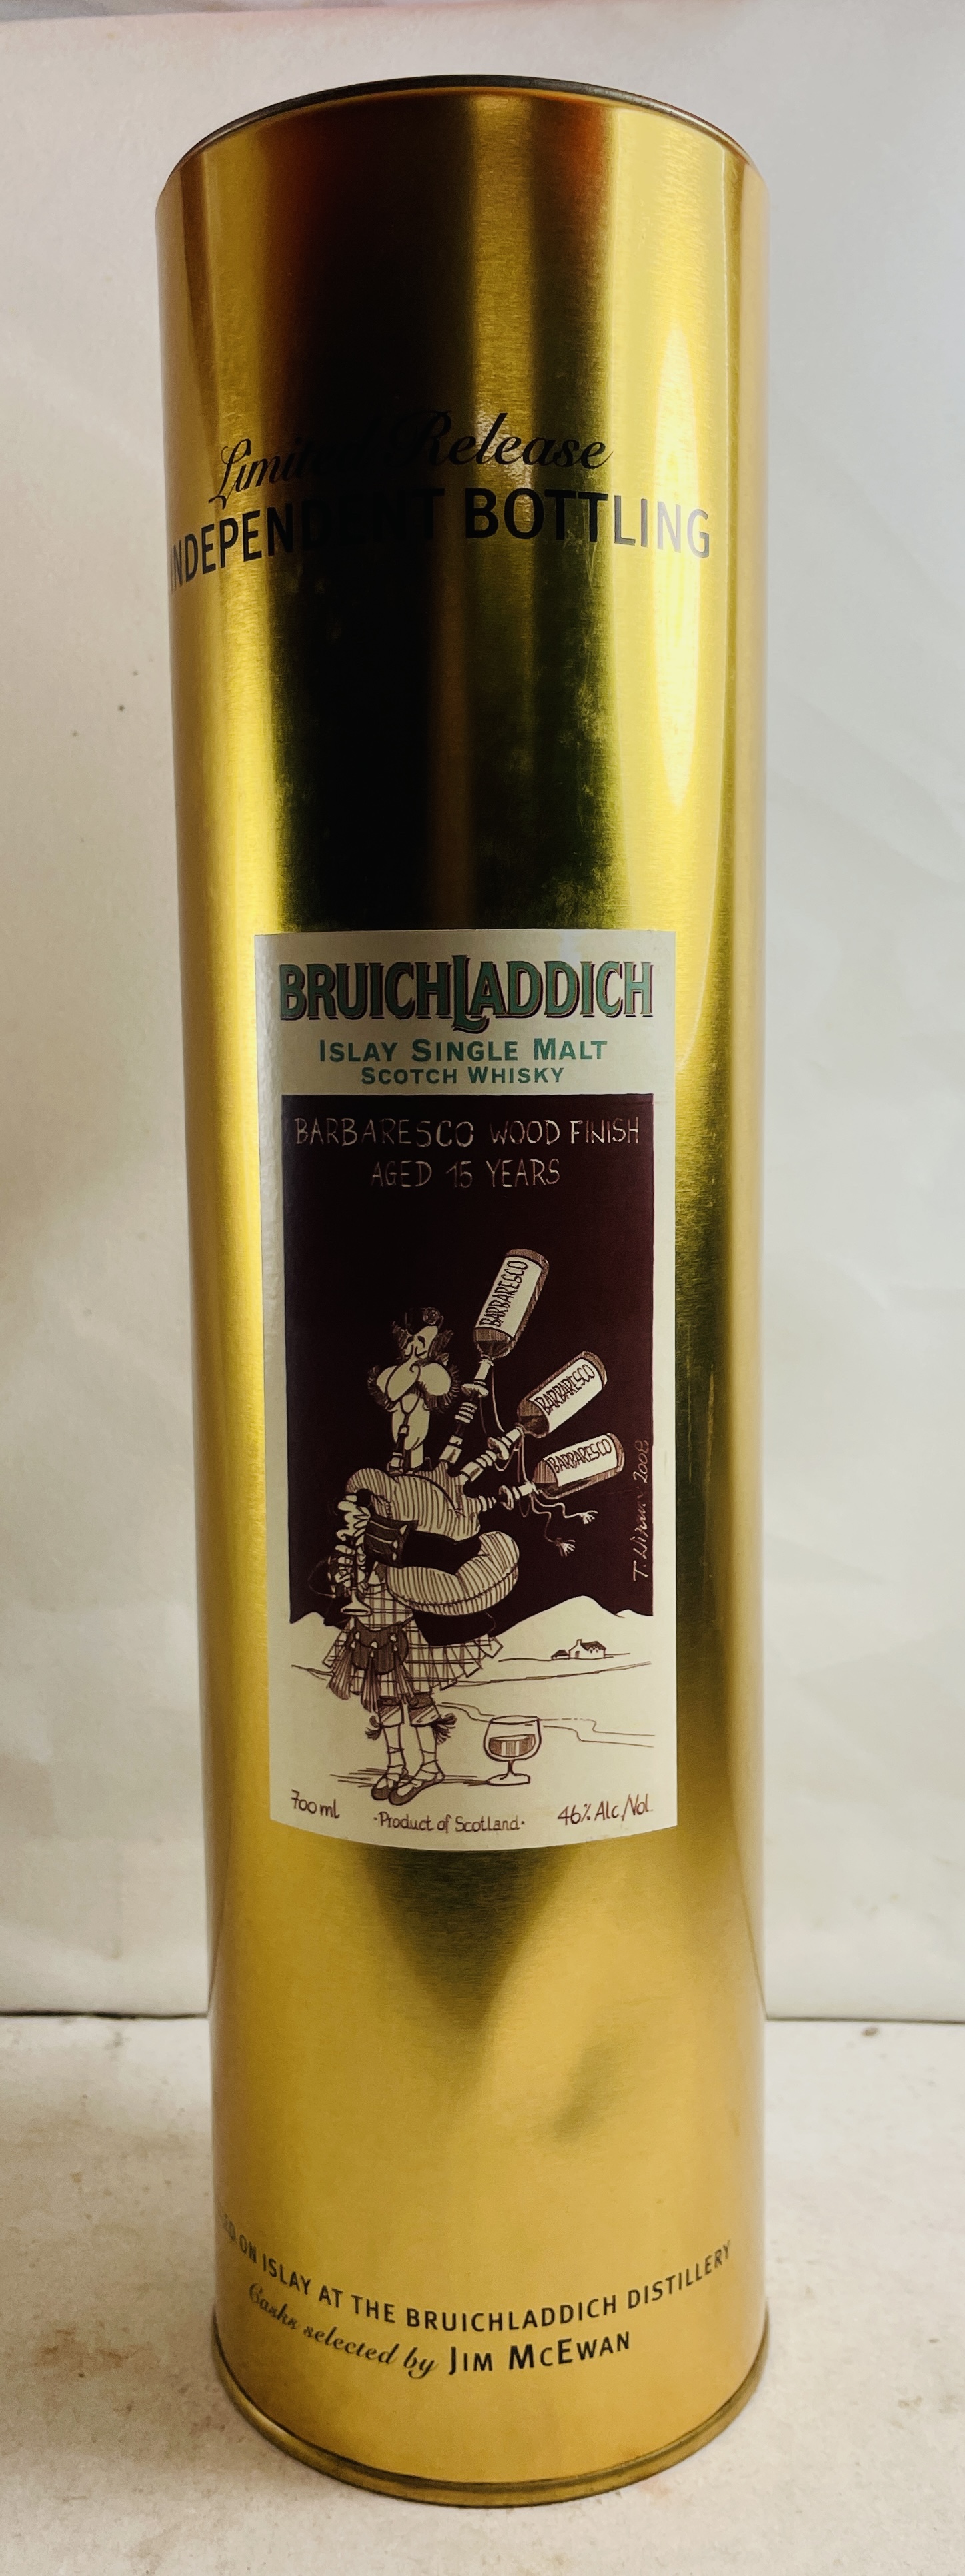 Limited Release
INDEPENDENT BOTTLING
BRUICHLADDICH
ISLAY SINGLE MALT
SCOTCH WHISKY
BARBARESCO WOOD FINISH
AGED 15 YEARS
BARBARESCO
BARBARESCO
BARBARESCO
2008
700ml
·Product of Scotland·
46% Alc./Vol.
ON ISLAY AT THE BRUICHLADDICH DISTILLERY
Casks selected by JIM MCEWAN